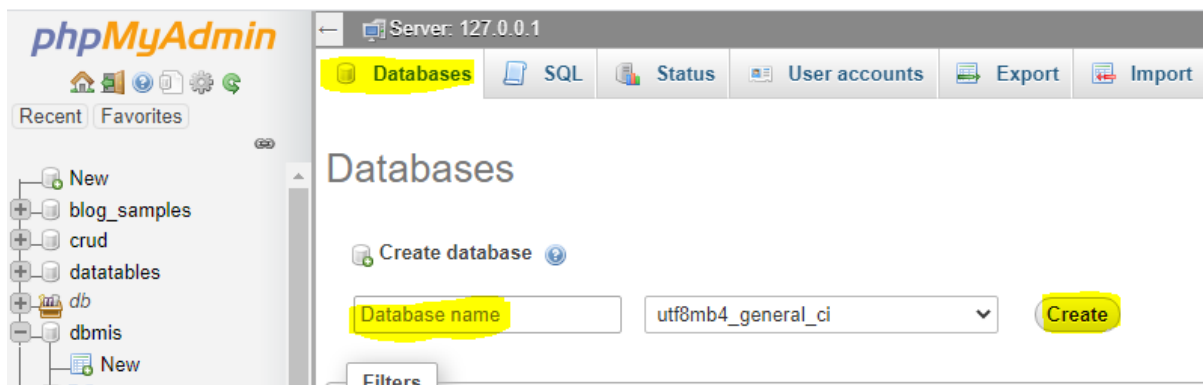 phpMyAdmin
Recent Favorites
New
blog_samples
crud
datatables
db
dbmis
New
Server: 127.0.0.1
Databases SQL Status User accounts Export Import
Databases
Create database
Database name utf8mb4_general_ci Create
Filters